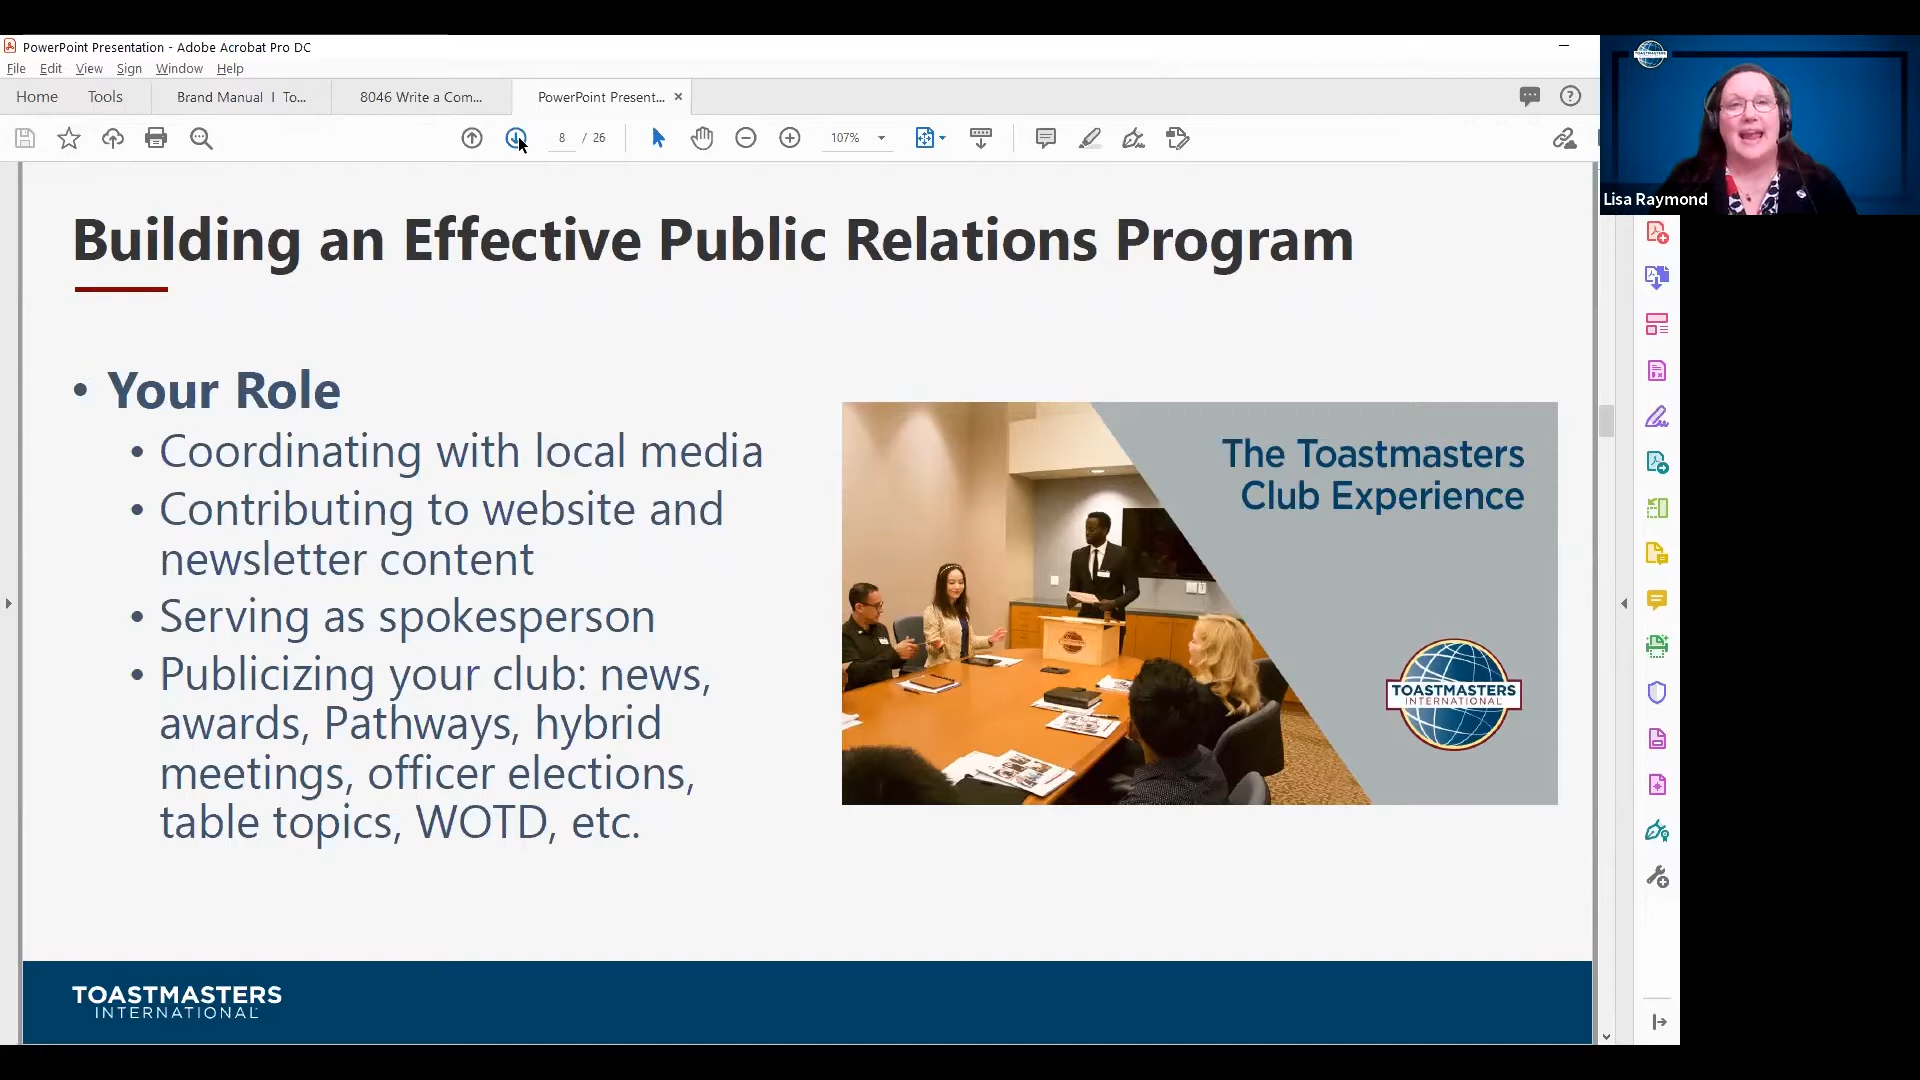 PowerPoint Presentation - Adobe Acrobat Pro DC
File Edit View Sign Window Help
Home Tools Brand Manual I To... 8046 Write a Com... PowerPoint Present... ×
8 / 26 107%
Lisa Raymond
Building an Effective Public Relations Program
• Your Role
• Coordinating with local media
• Contributing to website and
newsletter content
• Serving as spokesperson
• Publicizing your club: news,
awards, Pathways, hybrid
meetings, officer elections,
table topics, WOTD, etc.
The Toastmasters
Club Experience
TOASTMASTERS
INTERNATIONAL
TOASTMASTERS
INTERNATIONAL